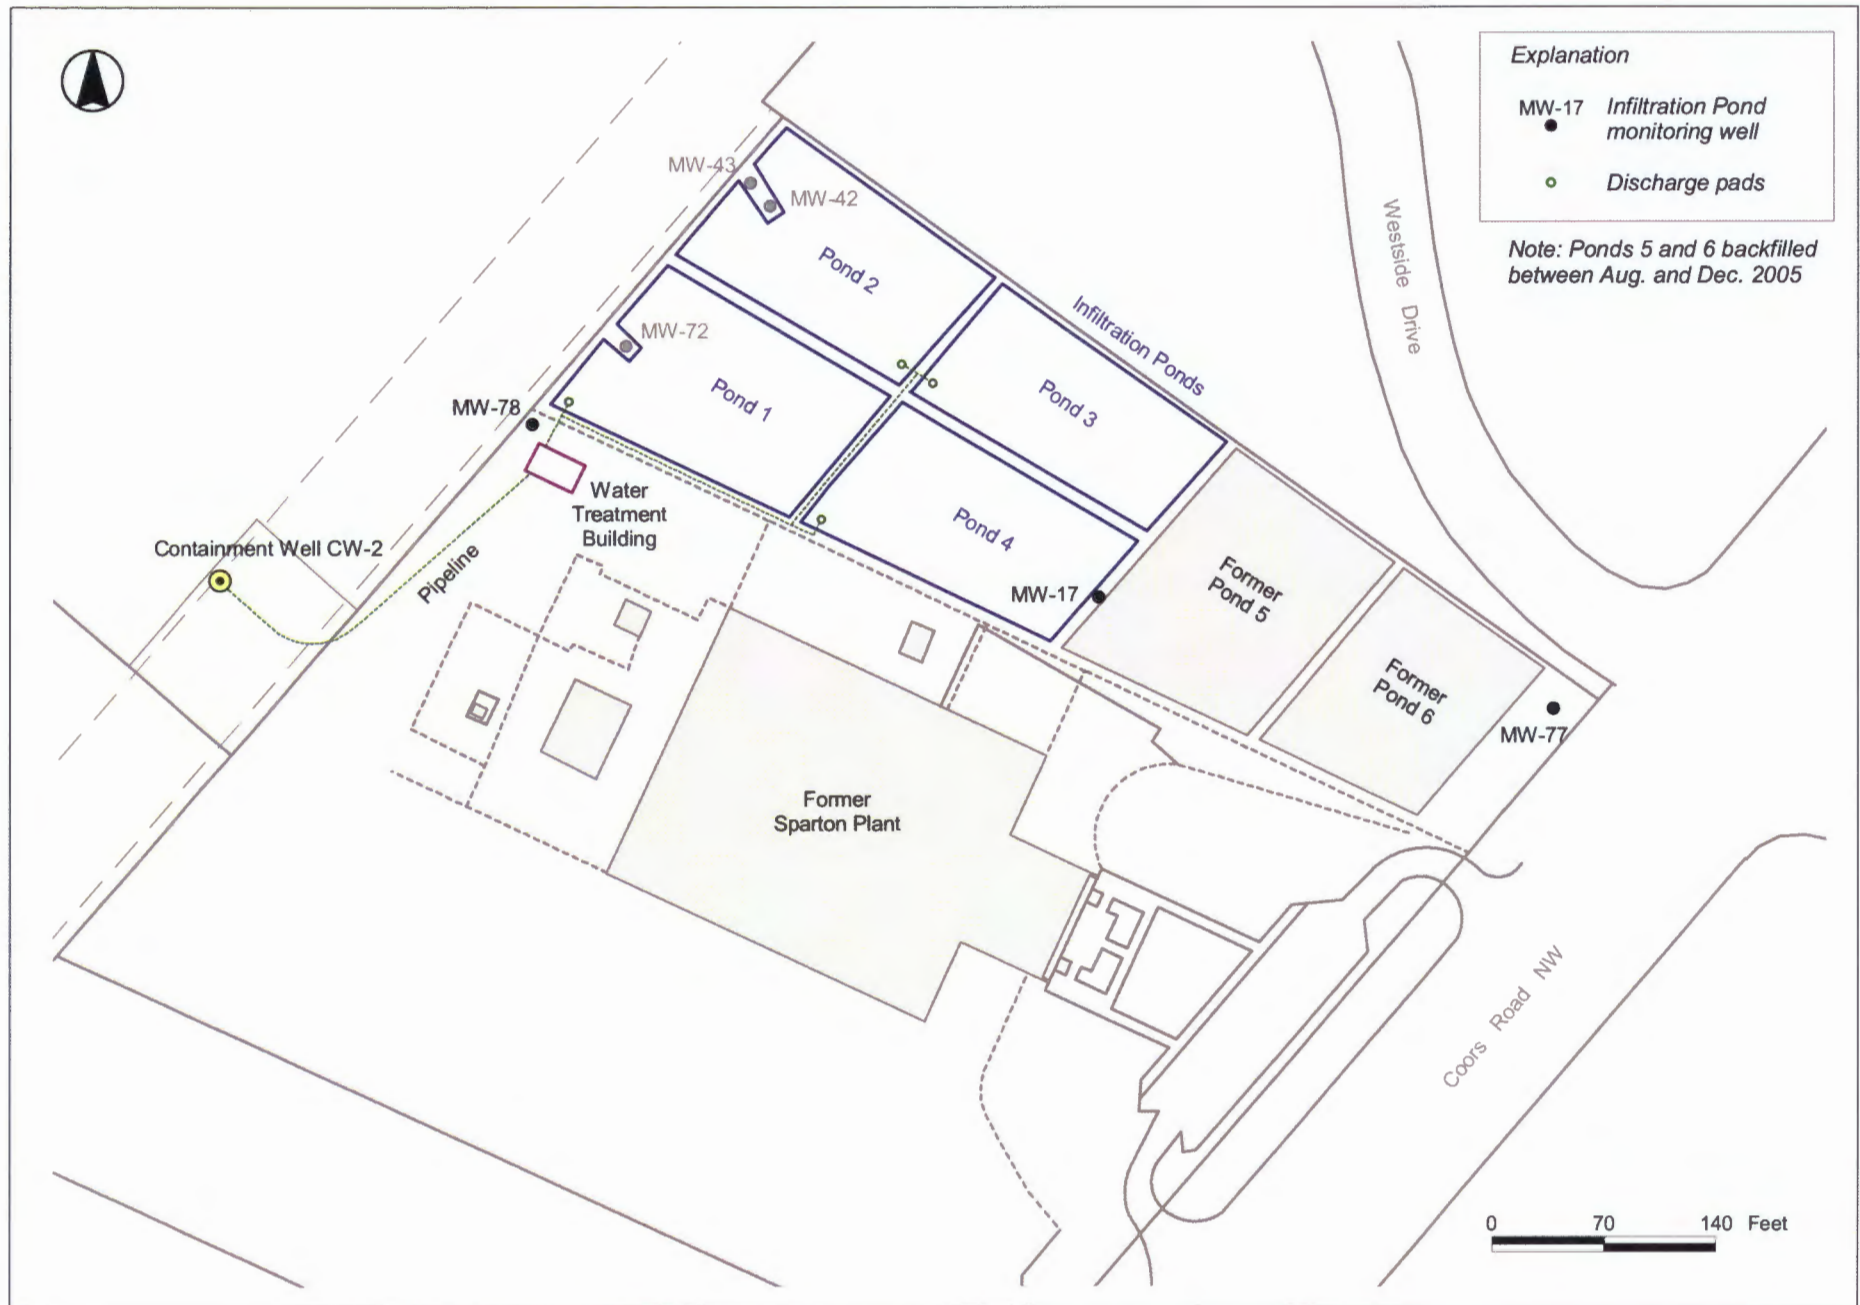 Explanation
MW-17 Infiltration Pond
monitoring well
Discharge pads
Note: Ponds 5 and 6 backfilled
between Aug. and Dec. 2005
MW-43
MW-42
Westside Drive
Pond 2
Infiltration Ponds
MW-72
Pond 1
Pond 3
MW-78
Water
Treatment
Building
Pond 4
Containment Well CW-2
Pipeline
MW-17
Former
Pond 5
Former
Pond 6
MW-77
Former
Sparton Plant
Coors Road NW
0 70 140 Feet